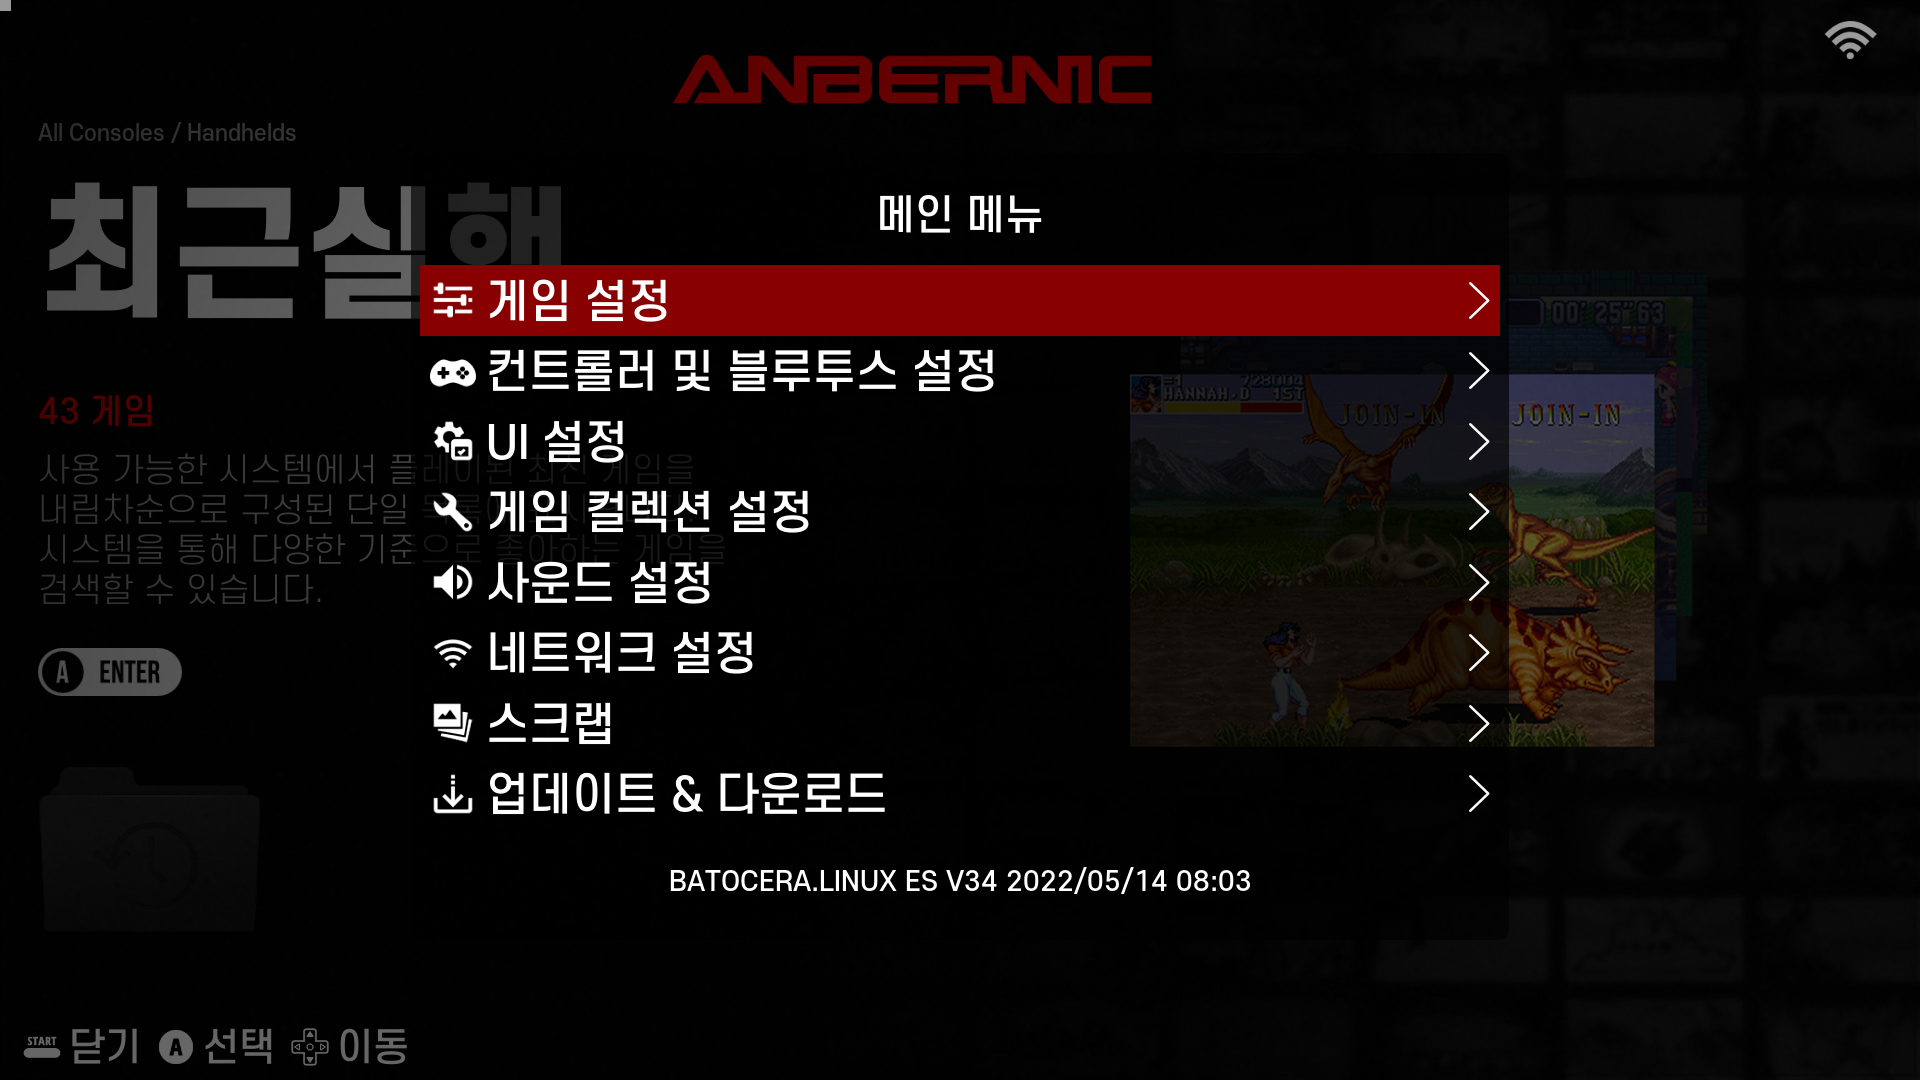 ANBERNIC
All Consoles / Handhelds
최근실행
메인 메뉴
게임 설정
컨트롤러 및 블루투스 설정
UI 설정
게임 컬렉션 설정
사운드 설정
네트워크 설정
스크랩
업데이트 & 다운로드
BATOCERA.LINUX ES V34 2022/05/14 08:03
43 게임
사용 가능한 시스템에서 플레이된 최신 게임을
내림차순으로 구성된 단일
시스템을 통해 다양한 기준으로 좋아하는 게임을
검색할 수 있습니다.
A ENTER
00' 25"63
=1 728004
HANNAH.D 1ST
JOIN-IN JOIN-IN
START 닫기 A 선택 이동